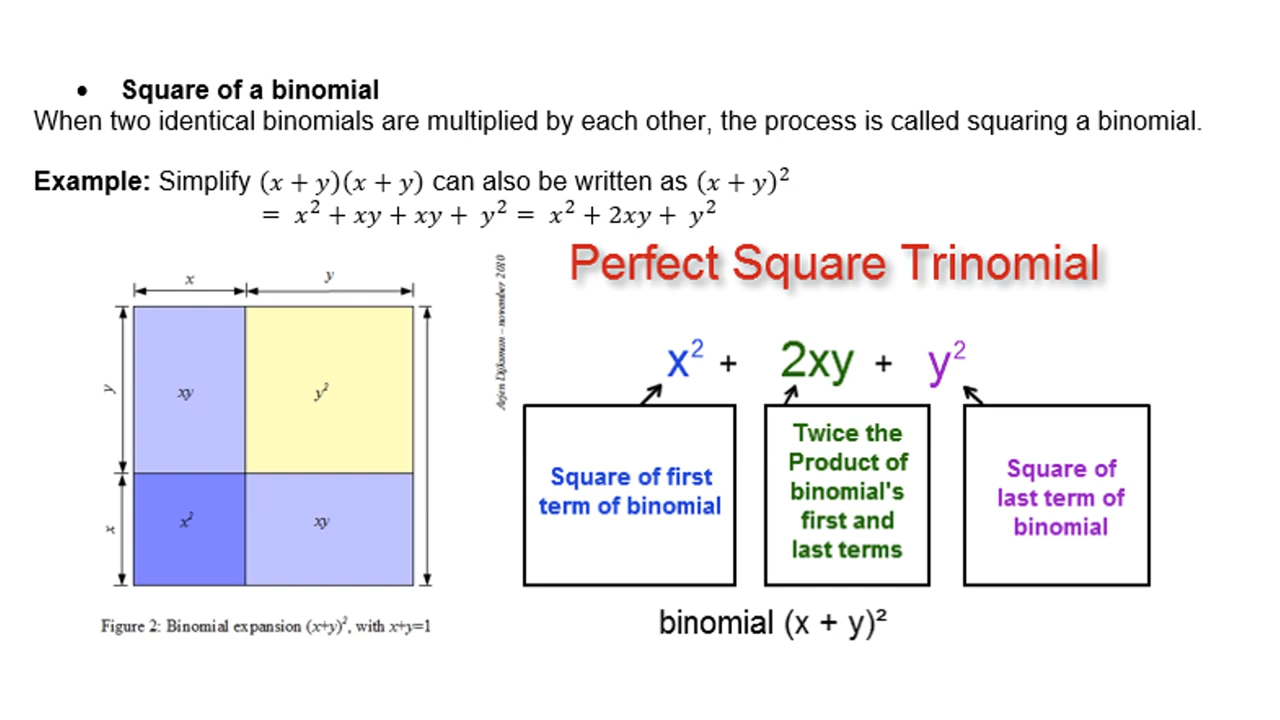 • Square of a binomial
When two identical binomials are multiplied by each other, the process is called squaring a binomial.
Example: Simplify (x + y)(x + y) can also be written as (x + y)²
= x² + xy + xy + y² = x² + 2xy + y²
Perfect Square Trinomial
x
y
y
x
xy
y²
x²
xy
Arjen Dijksman – november 2010
Figure 2: Binomial expansion (x+y)², with x+y=1
x² + 2xy + y²
Square of first
term of binomial
Twice the
Product of
binomial's
first and
last terms
Square of
last term of
binomial
binomial (x + y)²